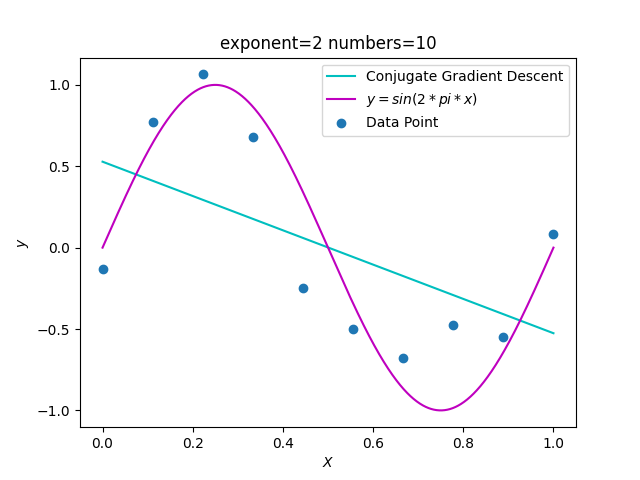 exponent=2 numbers=10
Conjugate Gradient Descent
y = sin(2 * pi * x)
Data Point
1.0
0.5
0.0
−0.5
−1.0
y
0.0 0.2 0.4 0.6 0.8 1.0
X